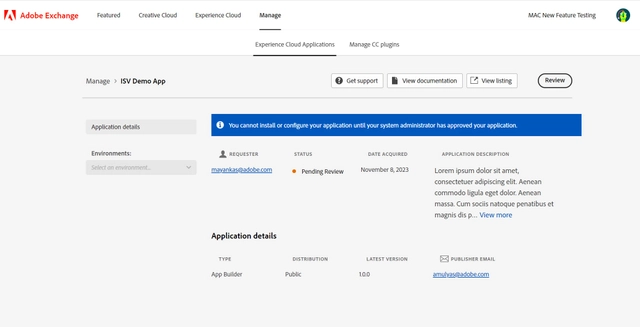 Adobe Exchange Featured Creative Cloud Experience Cloud Manage MAC New Feature Testing
Experience Cloud Applications Manage CC plugins
Manage > ISV Demo App Get support View documentation View listing Review
Application details
You cannot install or configure your application until your system administrator has approved your application.
Environments:
Select an environment...
REQUESTER STATUS DATE ACQUIRED APPLICATION DESCRIPTION
mayankas@adobe.com Pending Review November 8, 2023
Lorem ipsum dolor sit amet,
consectetuer adipiscing elit. Aenean
commodo ligula eget dolor. Aenean
massa. Cum sociis natoque penatibus et
magnis dis p... View more
Application details
TYPE DISTRIBUTION LATEST VERSION PUBLISHER EMAIL
App Builder Public 1.0.0 amulyas@adobe.com